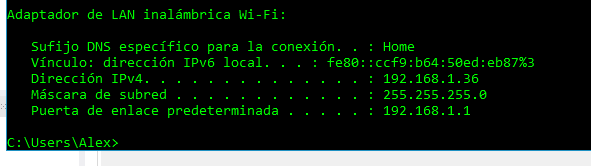 Adaptador de LAN inalámbrica Wi-Fi:
Sufijo DNS específico para la conexión. . : Home
Vínculo: dirección IPv6 local. . . : fe80::ccf9:b64:50ed:eb87%3
Dirección IPv4. . . . . . . . . . . . . . : 192.168.1.36
Máscara de subred . . . . . . . . . . . . : 255.255.255.0
Puerta de enlace predeterminada . . . . . : 192.168.1.1
C:\Users\Alex>